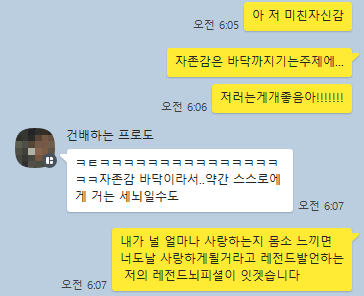 아 저 미친자신감
오전 6:05
자존감은 바닥까지기는주제에...
저러는게개좋음아!!!!!!!
오전 6:06
건배하는 프로도
ㅋㅌㅋㅋㅋㅋㅋㅋㅋㅋㅋㅋㅋㅋㅋㅋㅋ
ㅋㅋ자존감 바닥이라서..약간 스스로에
게 거는 세뇌일수도
오전 6:07
내가 널 얼마나 사랑하는지 몸소 느끼면
너도날 사랑하게될거라고 레전드발언하는
저의 레전드뇌피셜이 잇겟습니다
오전 6:07